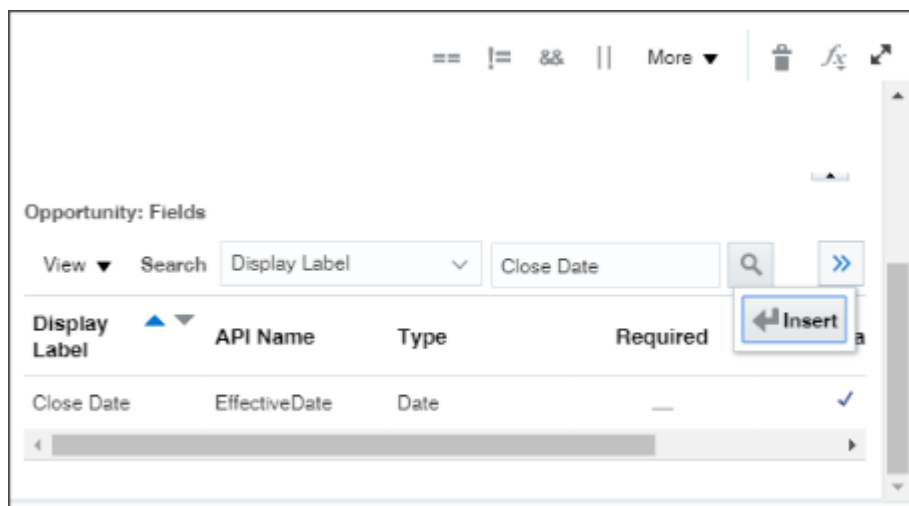 == != && || More fx
Opportunity: Fields
View Search Display Label Close Date
Insert
Display Label API Name Type Required a
Close Date EffectiveDate Date